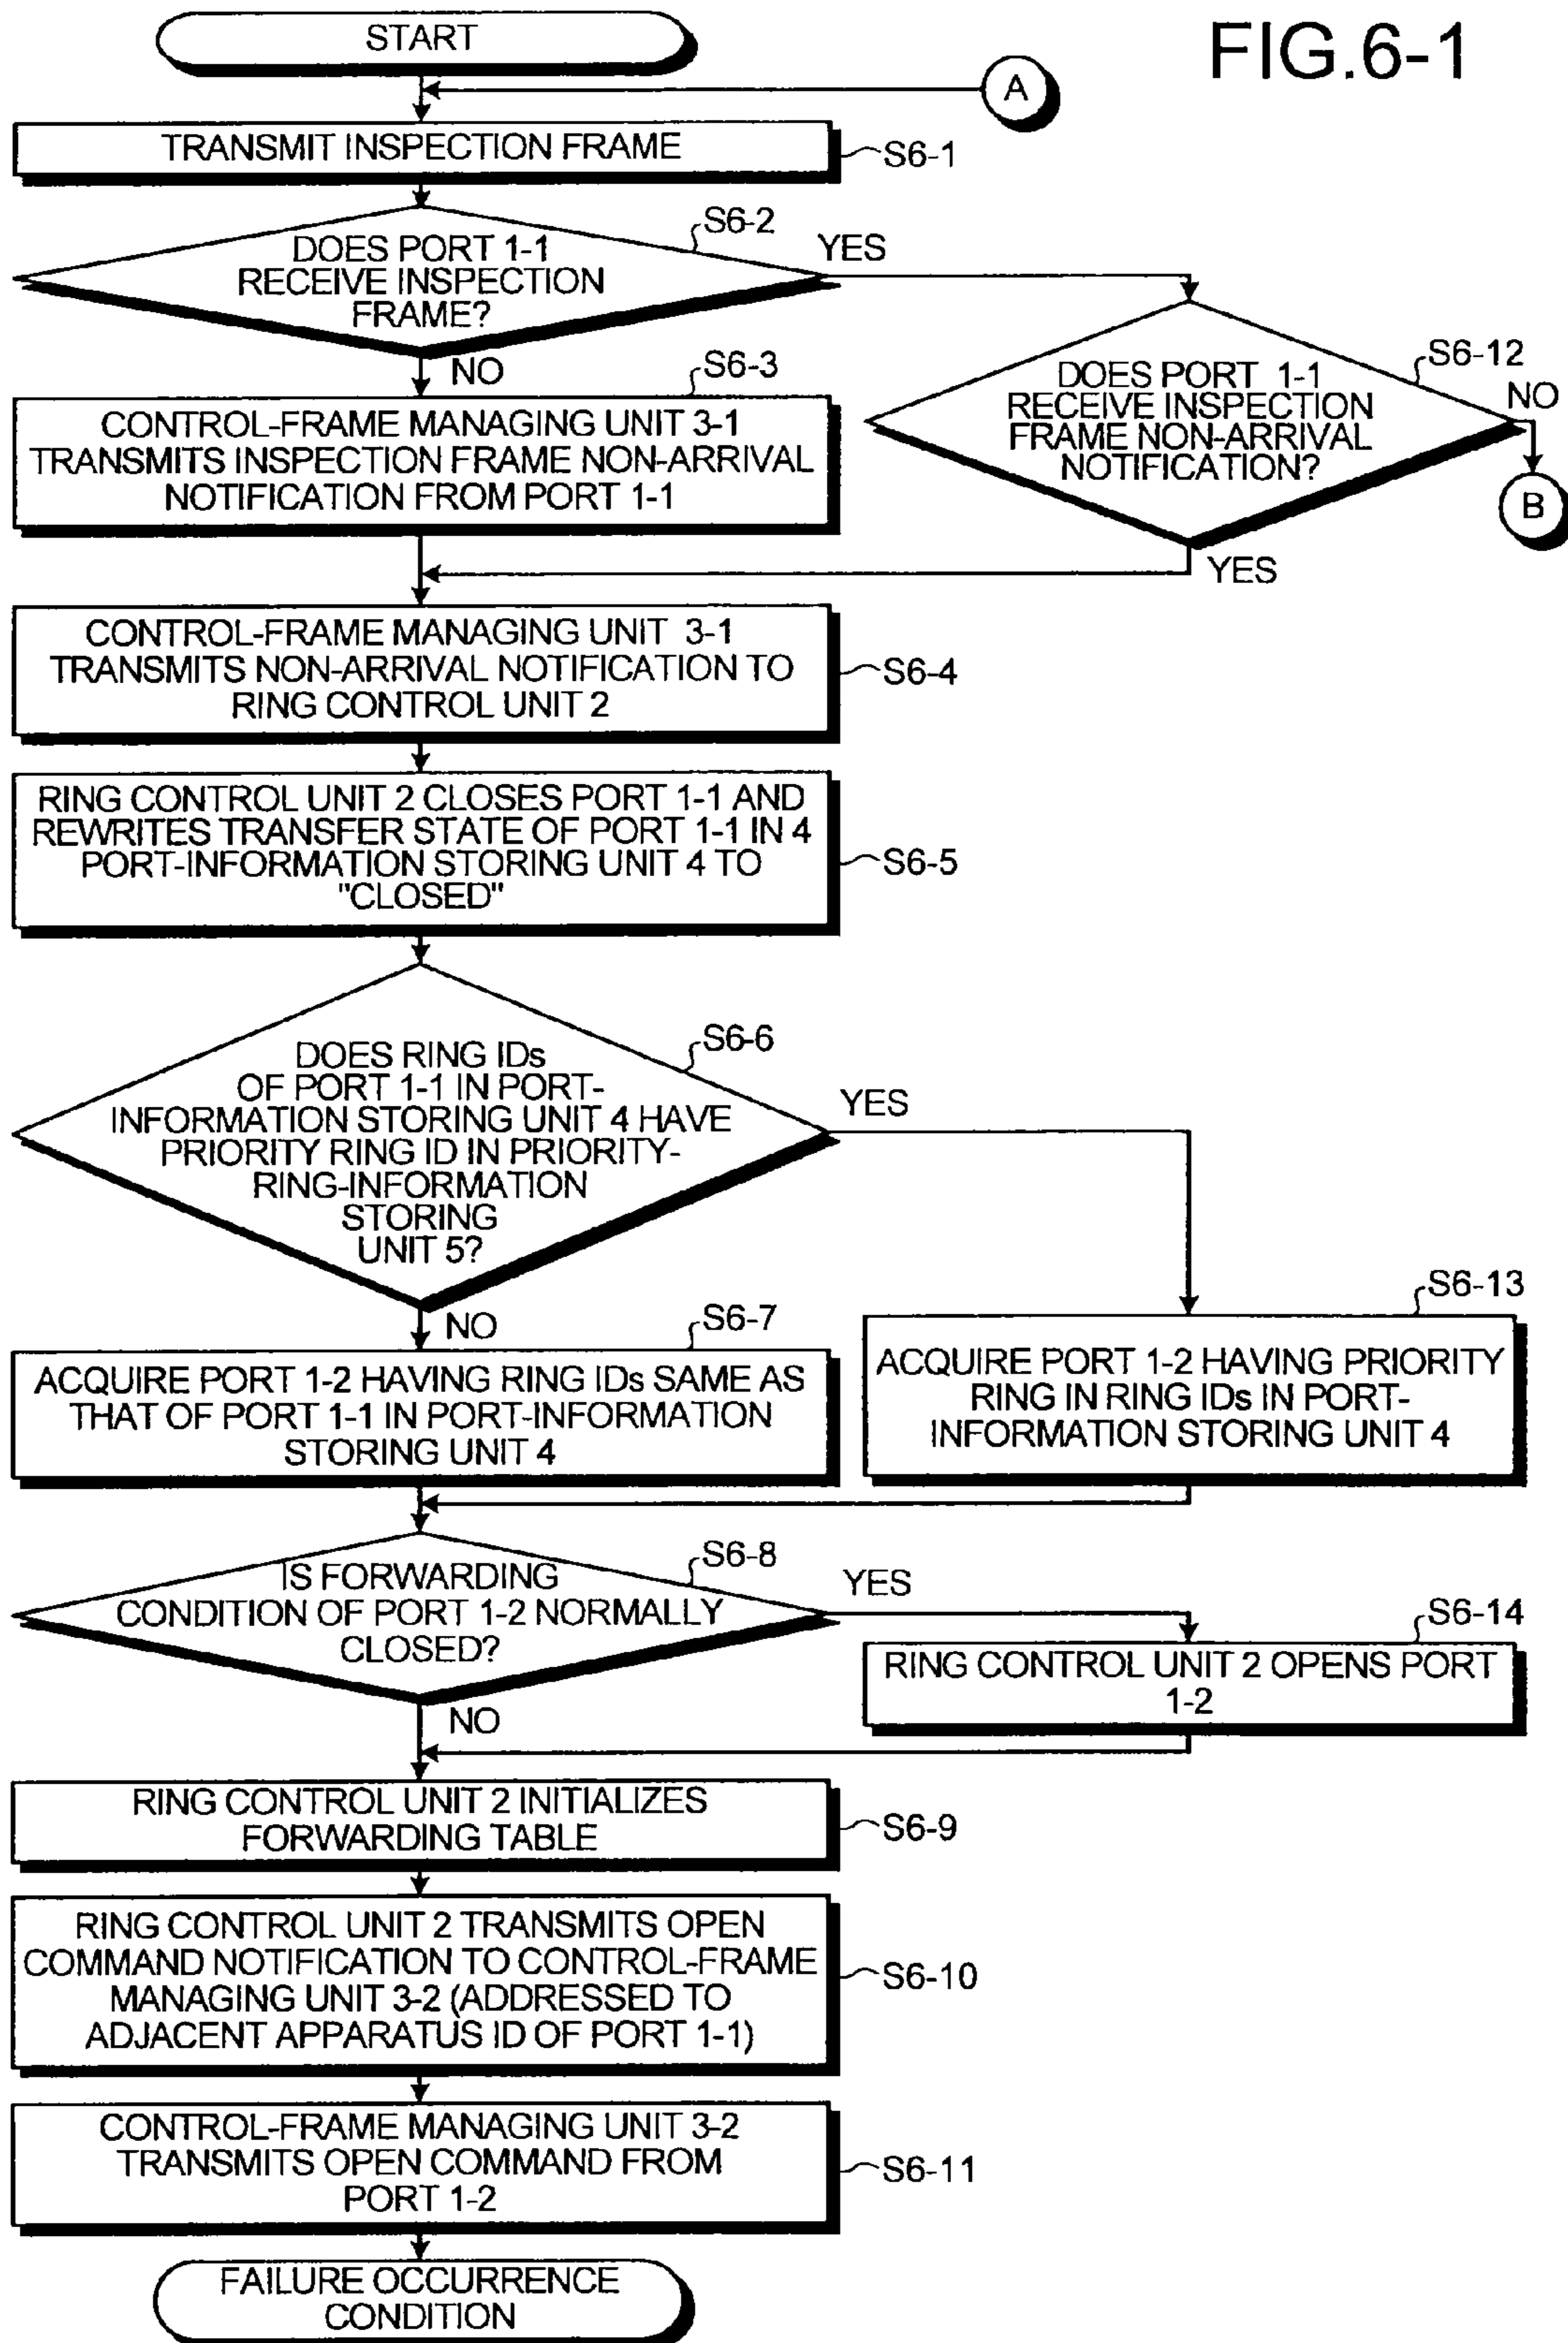 FIG.6-1
START
A
TRANSMIT INSPECTION FRAME
S6-1
DOES PORT 1-1
RECEIVE INSPECTION
FRAME?
S6-2
YES
NO
DOES PORT 1-1
RECEIVE INSPECTION
FRAME NON-ARRIVAL
NOTIFICATION?
S6-12
NO
B
YES
CONTROL-FRAME MANAGING UNIT 3-1
TRANSMITS INSPECTION FRAME NON-ARRIVAL
NOTIFICATION FROM PORT 1-1
S6-3
CONTROL-FRAME MANAGING UNIT 3-1
TRANSMITS NON-ARRIVAL NOTIFICATION TO
RING CONTROL UNIT 2
S6-4
RING CONTROL UNIT 2 CLOSES PORT 1-1 AND
REWRITES TRANSFER STATE OF PORT 1-1 IN 4
PORT-INFORMATION STORING UNIT 4 TO
"CLOSED"
S6-5
DOES RING IDs
OF PORT 1-1 IN PORT-
INFORMATION STORING UNIT 4 HAVE
PRIORITY RING ID IN PRIORITY-
RING-INFORMATION
STORING
UNIT 5?
S6-6
YES
NO
ACQUIRE PORT 1-2 HAVING RING IDs SAME AS
THAT OF PORT 1-1 IN PORT-INFORMATION
STORING UNIT 4
S6-7
ACQUIRE PORT 1-2 HAVING PRIORITY
RING IN RING IDs IN PORT-
INFORMATION STORING UNIT 4
S6-13
IS FORWARDING
CONDITION OF PORT 1-2 NORMALLY
CLOSED?
S6-8
YES
NO
RING CONTROL UNIT 2 OPENS PORT
1-2
S6-14
RING CONTROL UNIT 2 INITIALIZES
FORWARDING TABLE
S6-9
RING CONTROL UNIT 2 TRANSMITS OPEN
COMMAND NOTIFICATION TO CONTROL-FRAME
MANAGING UNIT 3-2 (ADDRESSED TO
ADJACENT APPARATUS ID OF PORT 1-1)
S6-10
CONTROL-FRAME MANAGING UNIT 3-2
TRANSMITS OPEN COMMAND FROM
PORT 1-2
S6-11
FAILURE OCCURRENCE
CONDITION